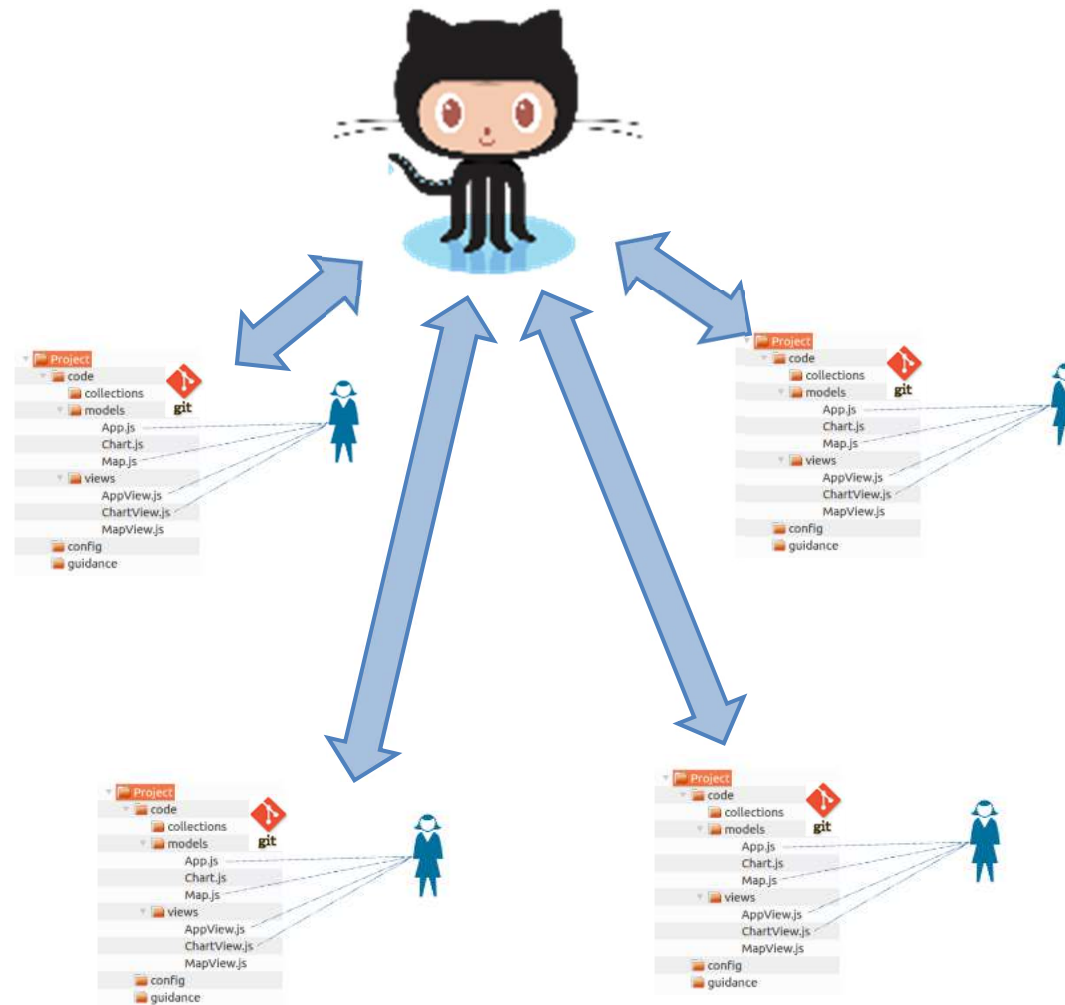 Project
code
collections
git
models
App.js
Chart.js
Map.js
views
AppView.js
ChartView.js
MapView.js
config
guidance
Project
code
collections
git
models
App.js
Chart.js
Map.js
views
AppView.js
ChartView.js
MapView.js
config
guidance
Project
code
collections
git
models
App.js
Chart.js
Map.js
views
AppView.js
ChartView.js
MapView.js
config
guidance
Project
code
collections
git
models
App.js
Chart.js
Map.js
views
AppView.js
ChartView.js
MapView.js
config
guidance